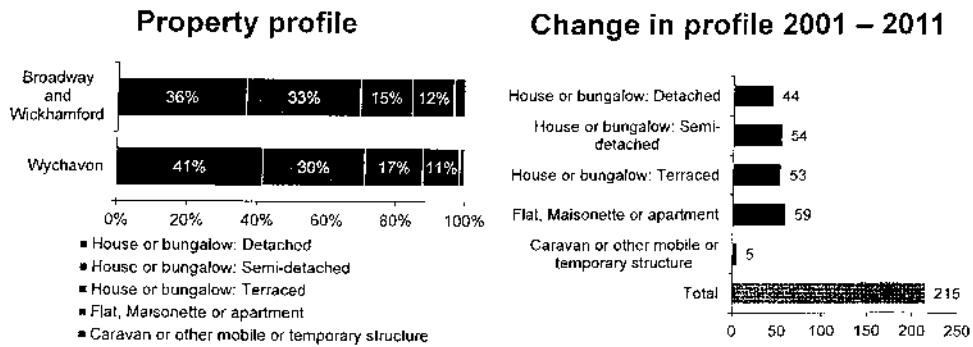 Property profile
Broadway
and
Wickhamford
36%
33%
15%
12%
Wychavon
41%
30%
17%
11%
0%
20%
40%
60%
80%
100%
■ House or bungalow: Detached
■ House or bungalow: Semi-detached
■ House or bungalow: Terraced
■ Flat, Maisonette or apartment
■ Caravan or other mobile or temporary structure
Change in profile 2001 – 2011
House or bungalow: Detached
44
House or bungalow: Semi-
detached
54
House or bungalow: Terraced
53
Flat, Maisonette or apartment
59
Caravan or other mobile or
temporary structure
5
Total
215
0
50
100
150
200
250